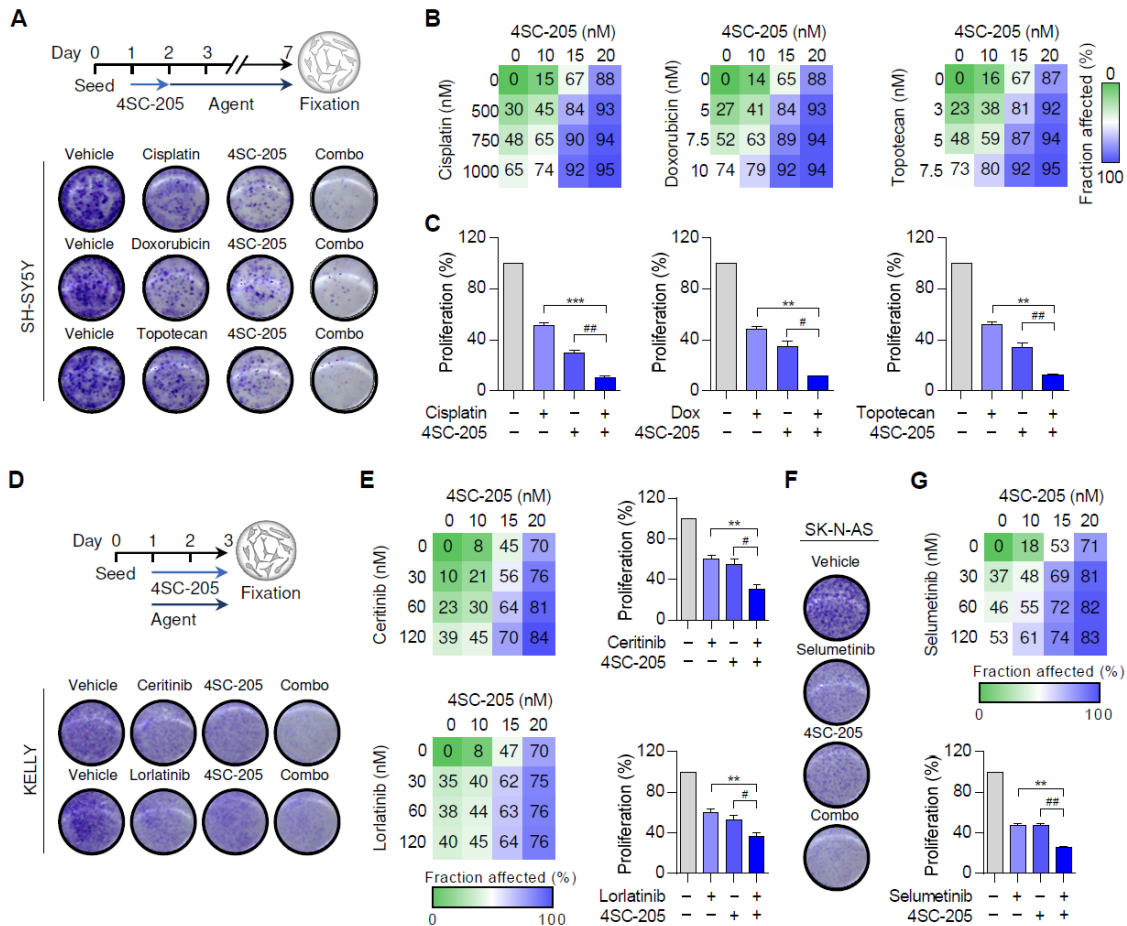 A
Day 0 1 2 3 7
Seed
4SC-205 Agent Fixation
Vehicle Cisplatin 4SC-205 Combo
Vehicle Doxorubicin 4SC-205 Combo
Vehicle Topotecan 4SC-205 Combo
SH-SY5Y
B
4SC-205 (nM)
0 10 15 20
Cisplatin (nM)
0 0 15 67 88
500 30 45 84 93
750 48 65 90 94
1000 65 74 92 95
4SC-205 (nM)
0 10 15 20
Doxorubicin (nM)
0 0 14 65 88
5 27 41 84 93
7.5 52 63 89 94
10 74 79 92 94
4SC-205 (nM)
0 10 15 20
Topotecan (nM)
0 0 16 67 87
3 23 38 81 92
5 48 59 87 94
7.5 73 80 92 95
0
Fraction affected (%)
100
C
Proliferation (%)
120
80
40
0
***
##
Cisplatin − + − +
4SC-205 − − + +
Proliferation (%)
120
80
40
0
**
#
Dox − + − +
4SC-205 − − + +
Proliferation (%)
120
80
40
0
**
##
Topotecan − + − +
4SC-205 − − + +
D
Day 0 1 2 3
Seed
4SC-205
Agent
Fixation
Vehicle Ceritinib 4SC-205 Combo
Vehicle Lorlatinib 4SC-205 Combo
KELLY
E
4SC-205 (nM)
0 10 15 20
Ceritinib (nM)
0 0 8 45 70
30 10 21 56 76
60 23 30 64 81
120 39 45 70 84
Proliferation (%)
120
80
40
0
**
#
Ceritinib − + − +
4SC-205 − − + +
4SC-205 (nM)
0 10 15 20
Lorlatinib (nM)
0 0 8 47 70
30 35 40 62 75
60 38 44 63 76
120 40 45 64 76
Fraction affected (%)
0 100
Proliferation (%)
120
80
40
0
**
#
Lorlatinib − + − +
4SC-205 − − + +
F
SK-N-AS
Vehicle
Selumetinib
4SC-205
Combo
G
4SC-205 (nM)
0 10 15 20
Selumetinib (nM)
0 0 18 53 71
30 37 48 69 81
60 46 55 72 82
120 53 61 74 83
Fraction affected (%)
0 100
Proliferation (%)
120
80
40
0
**
##
Selumetinib − + − +
4SC-205 − − + +